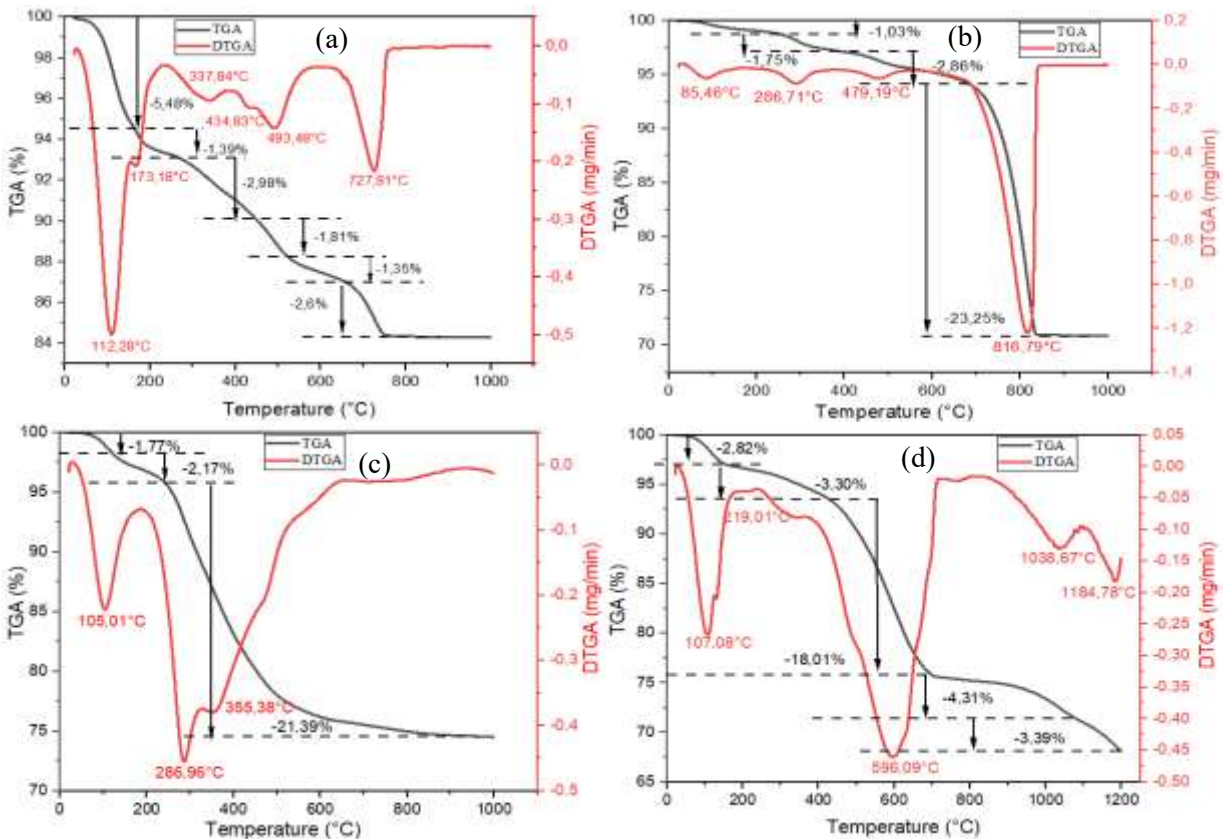 (a)
TGA
DTGA
TGA (%)
100
98
96
94
92
90
88
86
84
-5,48%
-1,39%
-2,98%
-1,81%
-1,35%
-2,6%
112,28°C
173,18°C
337,84°C
434,83°C
493,48°C
727,81°C
0,0
-0,1
-0,2
-0,3
-0,4
-0,5
DTGA (mg/min)
0 200 400 600 800 1000
Temperature (°C)
(b)
TGA
DTGA
TGA (%)
100
95
90
85
80
75
70
-1,03%
-1,75%
-2,86%
-23,25%
85,46°C
286,71°C
479,19°C
816,79°C
0,2
0,0
-0,2
-0,4
-0,6
-0,8
-1,0
-1,2
-1,4
DTGA (mg/min)
0 200 400 600 800 1000
Temperature (°C)
(c)
TGA
DTGA
TGA (%)
100
95
90
85
80
75
70
-1,77%
-2,17%
-21,39%
105,01°C
286,96°C
355,38°C
0,0
-0,1
-0,2
-0,3
-0,4
-0,5
DTGA (mg/min)
0 200 400 600 800 1000
Temperature (°C)
(d)
TGA
DTGA
TGA (%)
100
95
90
85
80
75
70
65
-2,82%
-3,30%
-18,01%
-4,31%
-3,39%
107,08°C
219,01°C
596,09°C
1038,67°C
1184,78°C
0,05
0,00
-0,05
-0,10
-0,15
-0,20
-0,25
-0,30
-0,35
-0,40
-0,45
-0,50
DTGA (mg/min)
0 200 400 600 800 1000 1200
Temperature (°C)